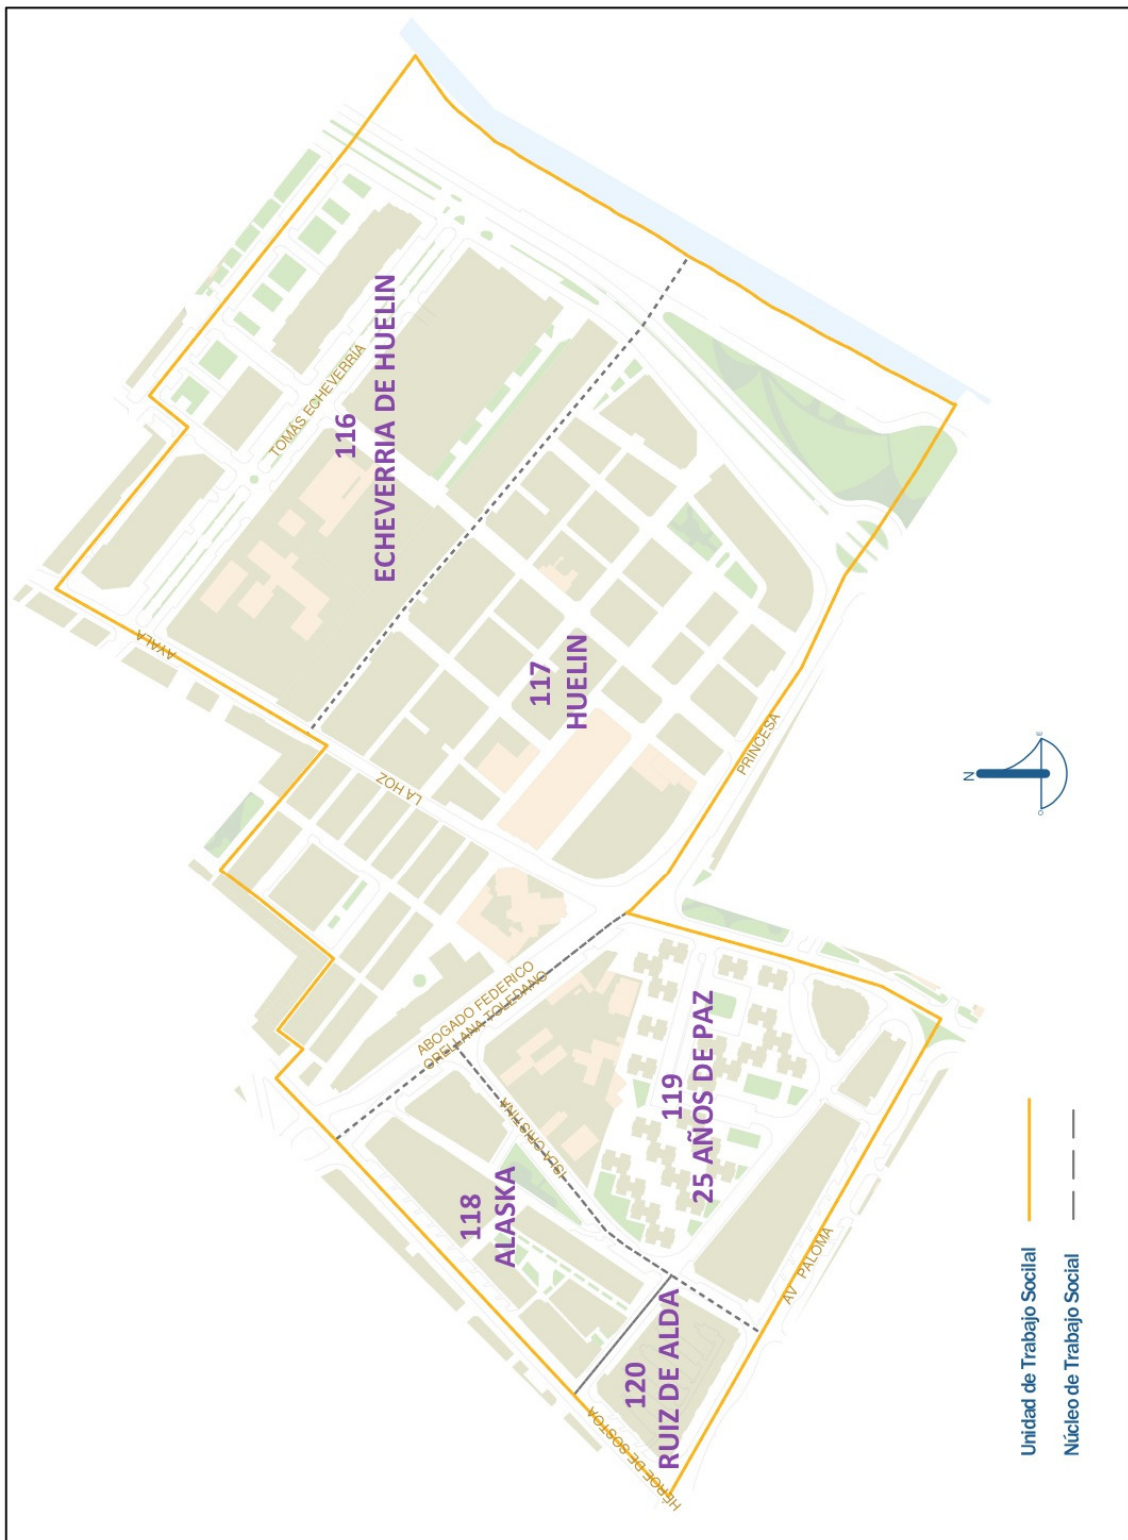 116
ECHEVERRIA DE HUELIN
TOMÁS ECHEVERRÍA
AYALA
117
HUELIN
LA HOZ
PRINCESA
ABOGADO FEDERICO
ORELLANA TOLEDANO
ISLA CRISTINA
118
ALASKA
119
25 AÑOS DE PAZ
120
RUIZ DE ALDA
HÉROE DE SOSTOA
AV PALOMA
N
E
O
Unidad de Trabajo Socilal
Núcleo de Trabajo Social